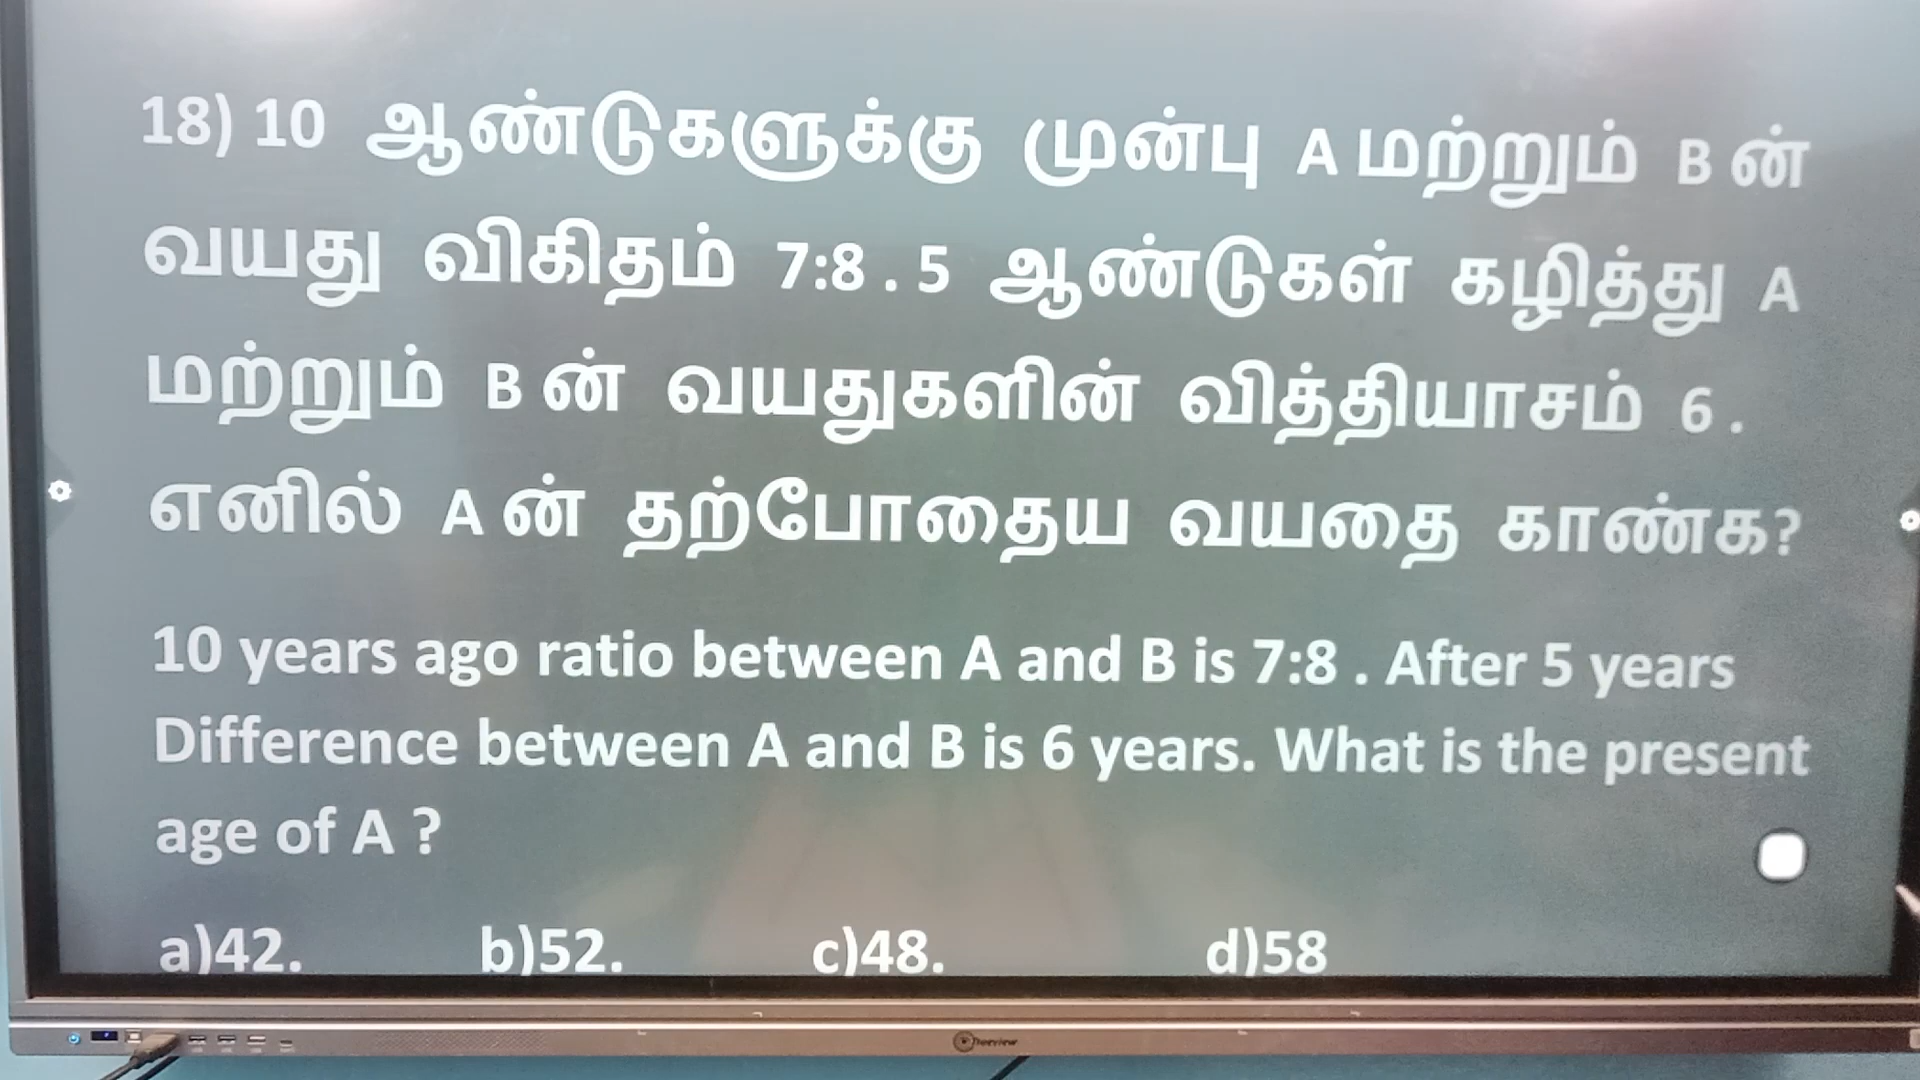 18) 10 ஆண்டுகளுக்கு முன்பு A மற்றும் B ன்
வயது விகிதம் 7:8 . 5 ஆண்டுகள் கழித்து A
மற்றும் B ன் வயதுகளின் வித்தியாசம் 6 .
எனில் A ன் தற்போதைய வயதை காண்க?
10 years ago ratio between A and B is 7:8 . After 5 years
Difference between A and B is 6 years. What is the present
age of A ?
a)42. b)52. c)48. d)58